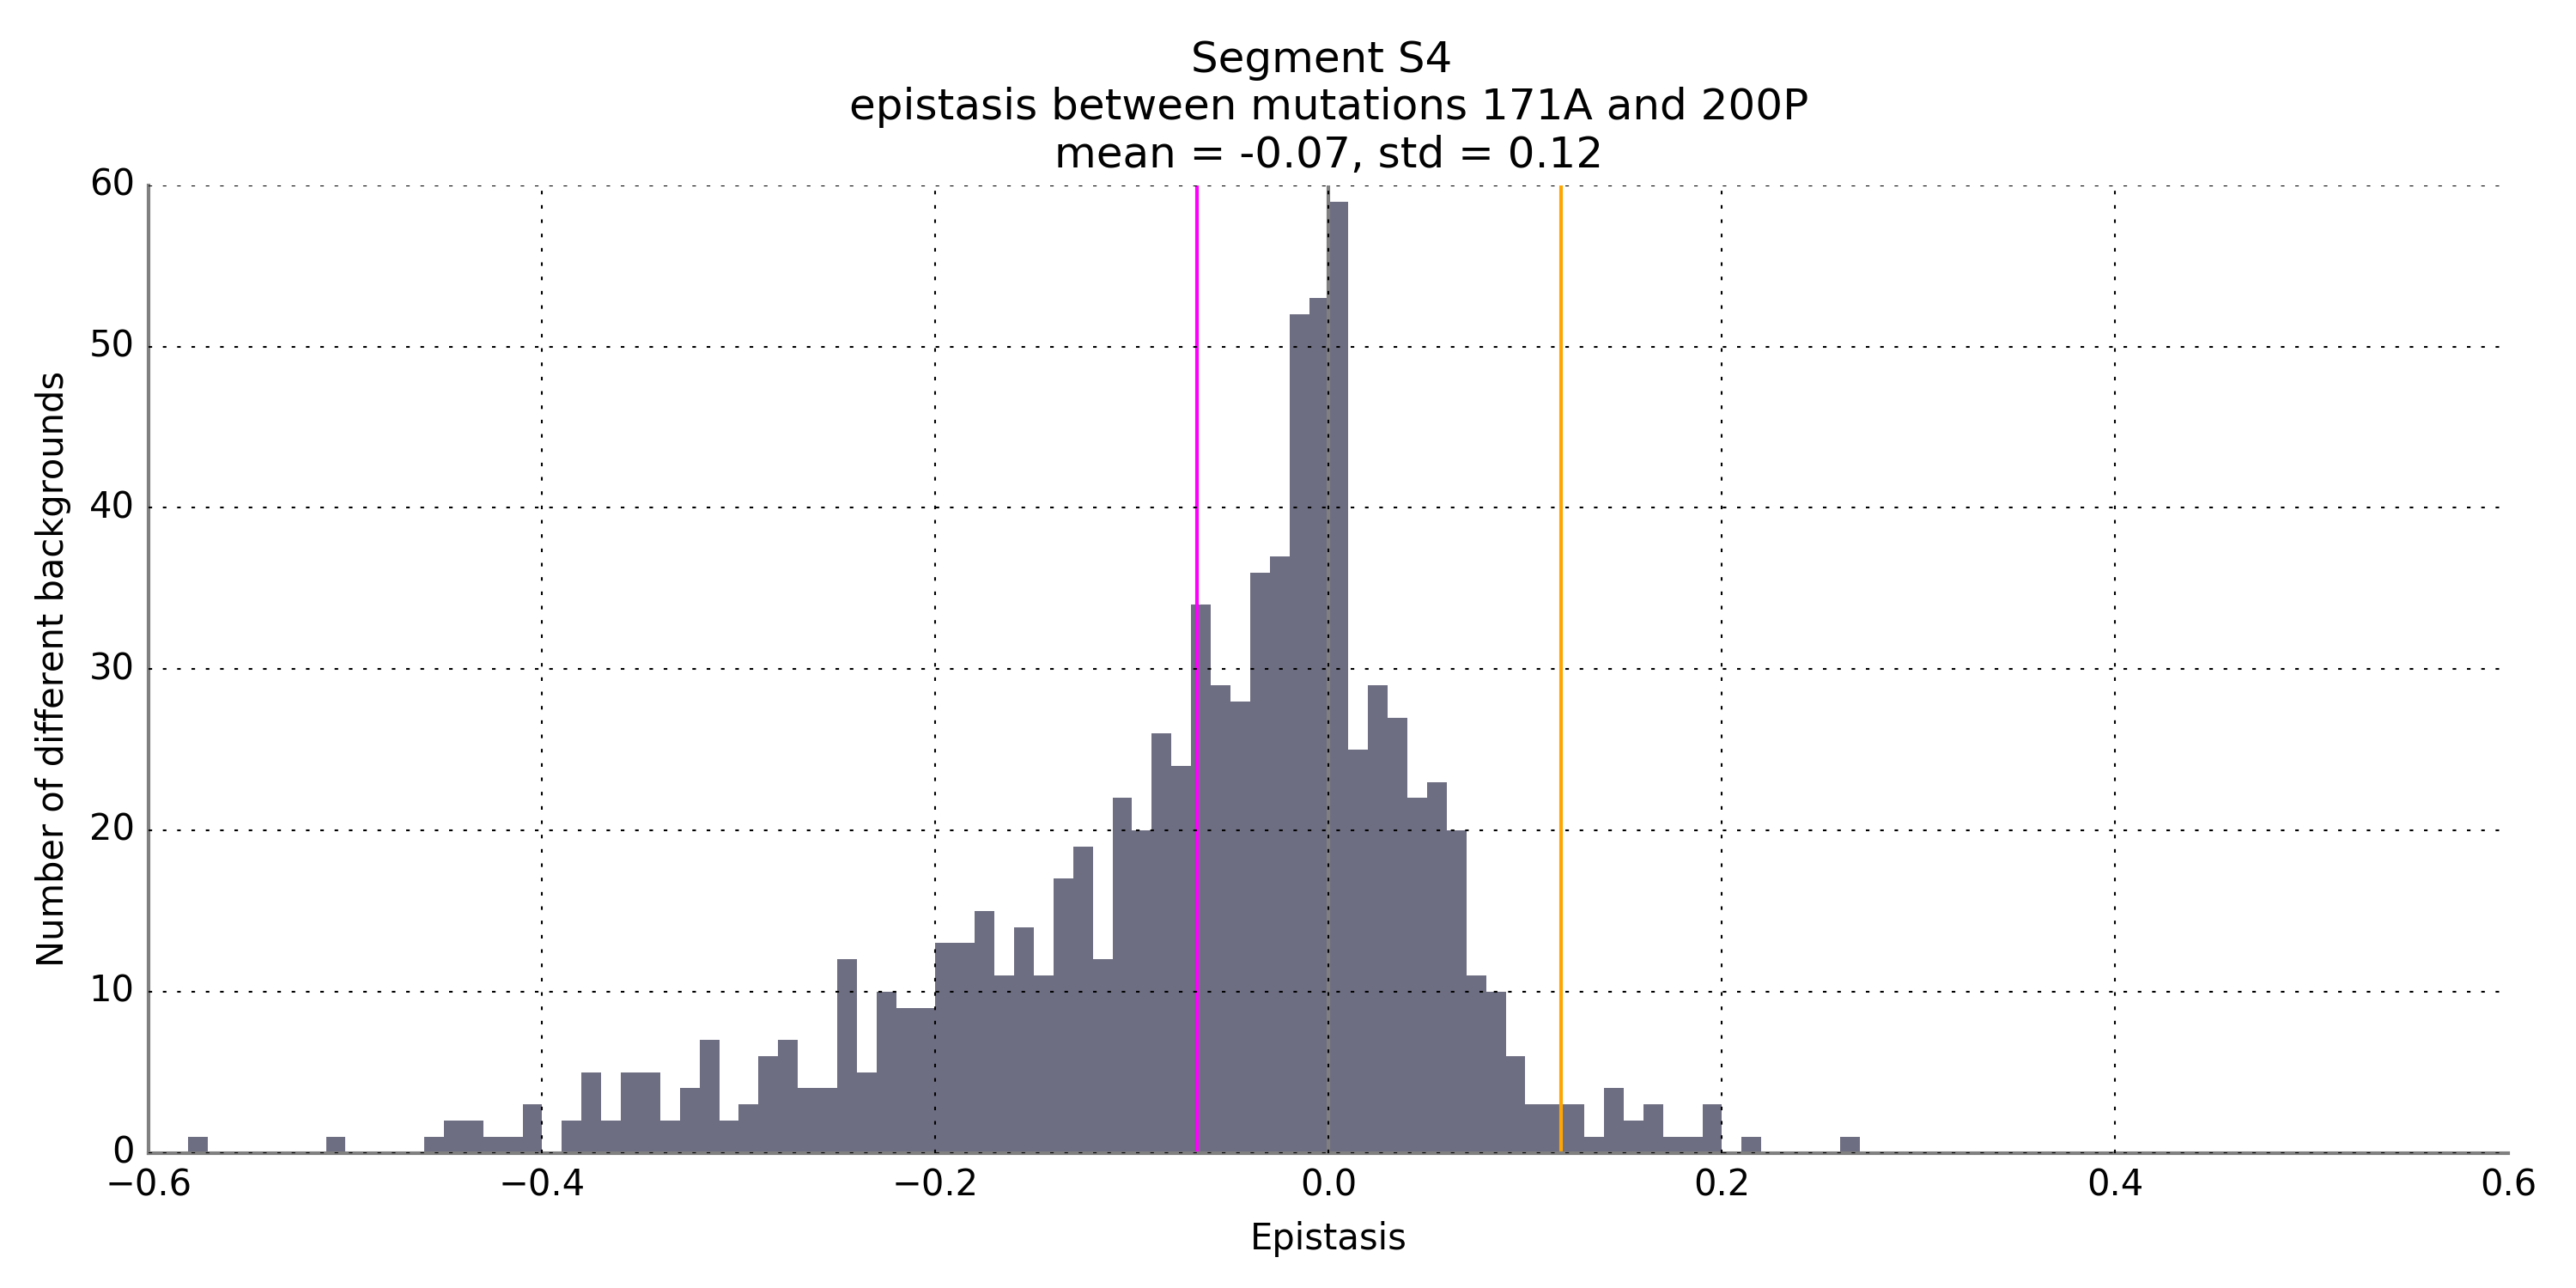 Segment S4
epistasis between mutations 171A and 200P
mean = -0.07, std = 0.12
60
50
40
30
20
10
0
Number of different backgrounds
−0.6
−0.4
−0.2
0.0
0.2
0.4
0.6
Epistasis